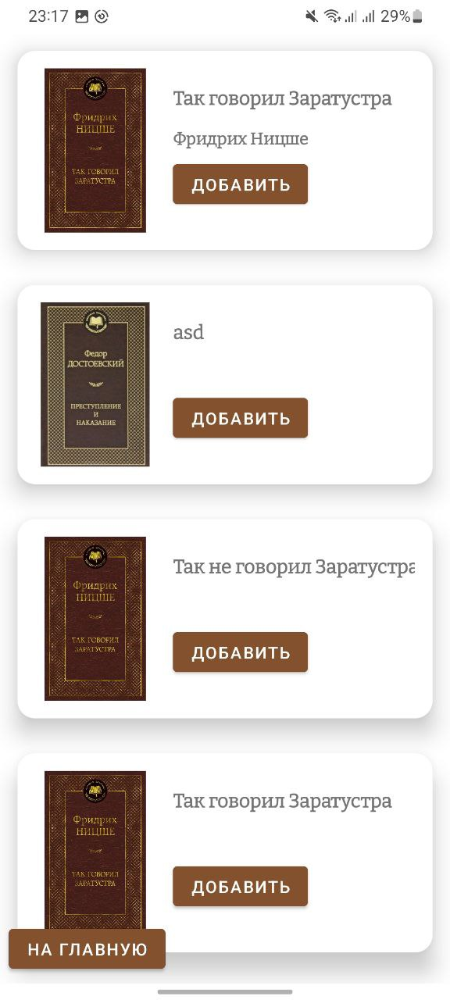 23:17
29%
Фридрих
НИЦШЕ
ТАК ГОВОРИЛ
ЗАРАТУСТРА
Так говорил Заратустра
Фридрих Ницше
ДОБАВИТЬ
Федор
ДОСТОЕВСКИЙ
ПРЕСТУПЛЕНИЕ
И
НАКАЗАНИЕ
asd
ДОБАВИТЬ
Фридрих
НИЦШЕ
ТАК ГОВОРИЛ
ЗАРАТУСТРА
Так не говорил Заратустра
ДОБАВИТЬ
Фридрих
НИЦШЕ
ТАК ГОВОРИЛ
ЗАРАТУСТРА
Так говорил Заратустра
ДОБАВИТЬ
НА ГЛАВНУЮ